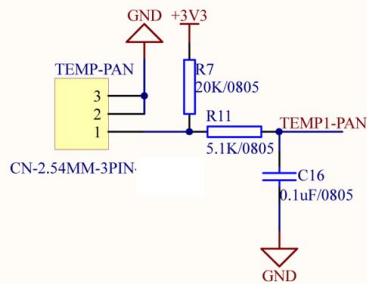 GND +3V3
TEMP-PAN
R7
20K/0805
3
2
1
R11
5.1K/0805
TEMP1-PAN
CN-2.54MM-3PIN
C16
0.1uF/0805
GND